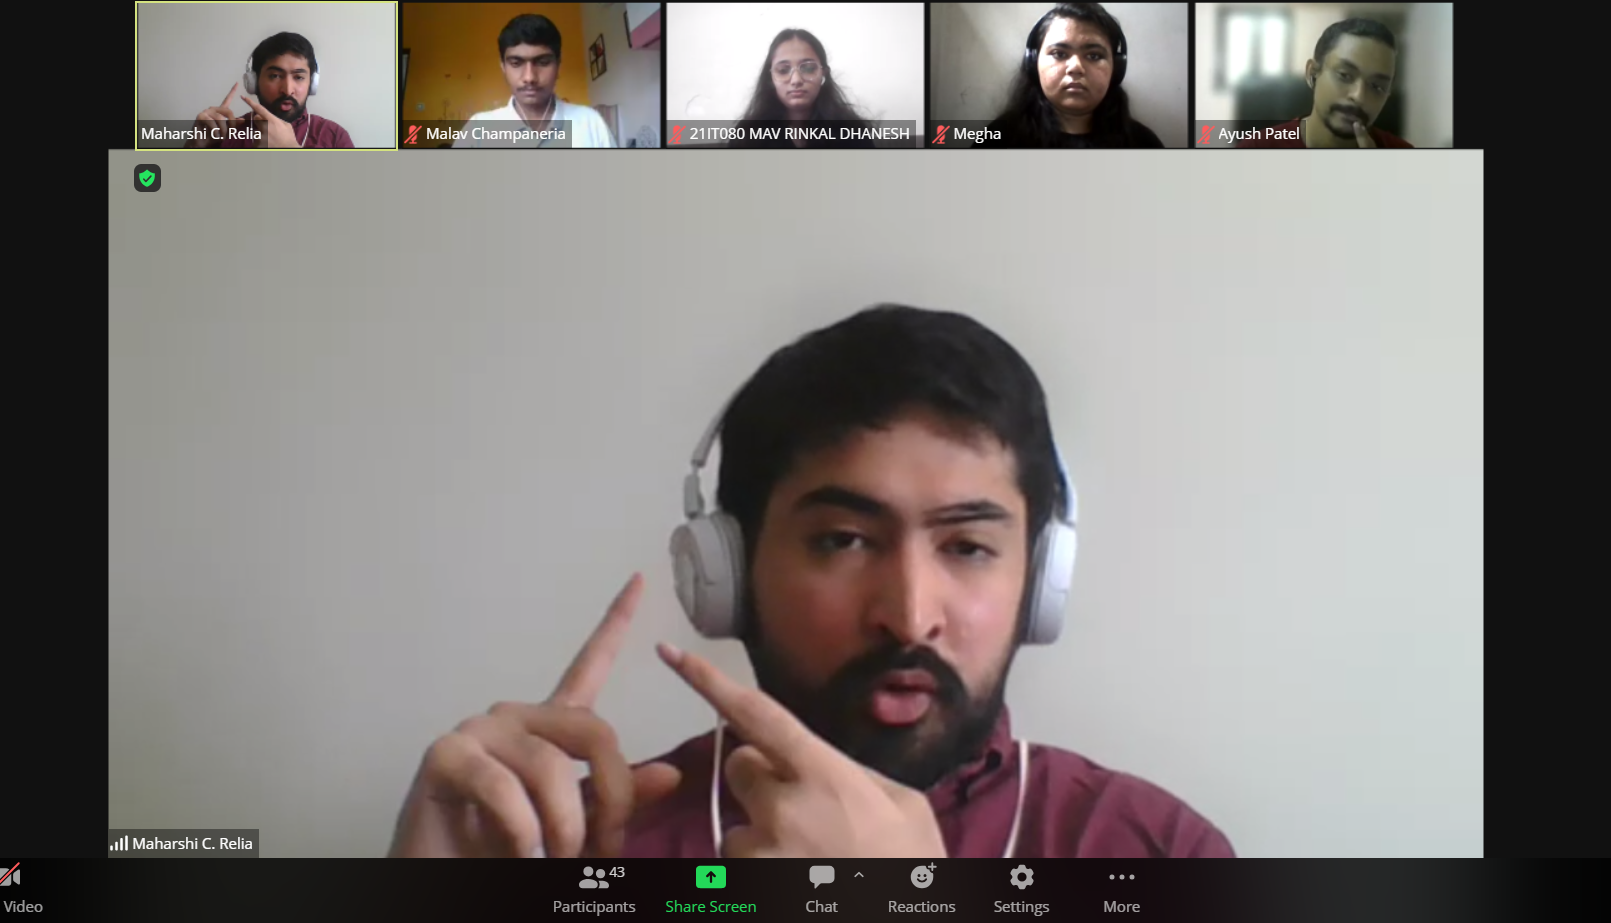 Maharshi C. Relia
Malav Champaneria
21IT080 MAV RINKAL DHANESH
Megha
Ayush Patel
Maharshi C. Relia
Video
43
Participants
Share Screen
Chat
Reactions
Settings
More